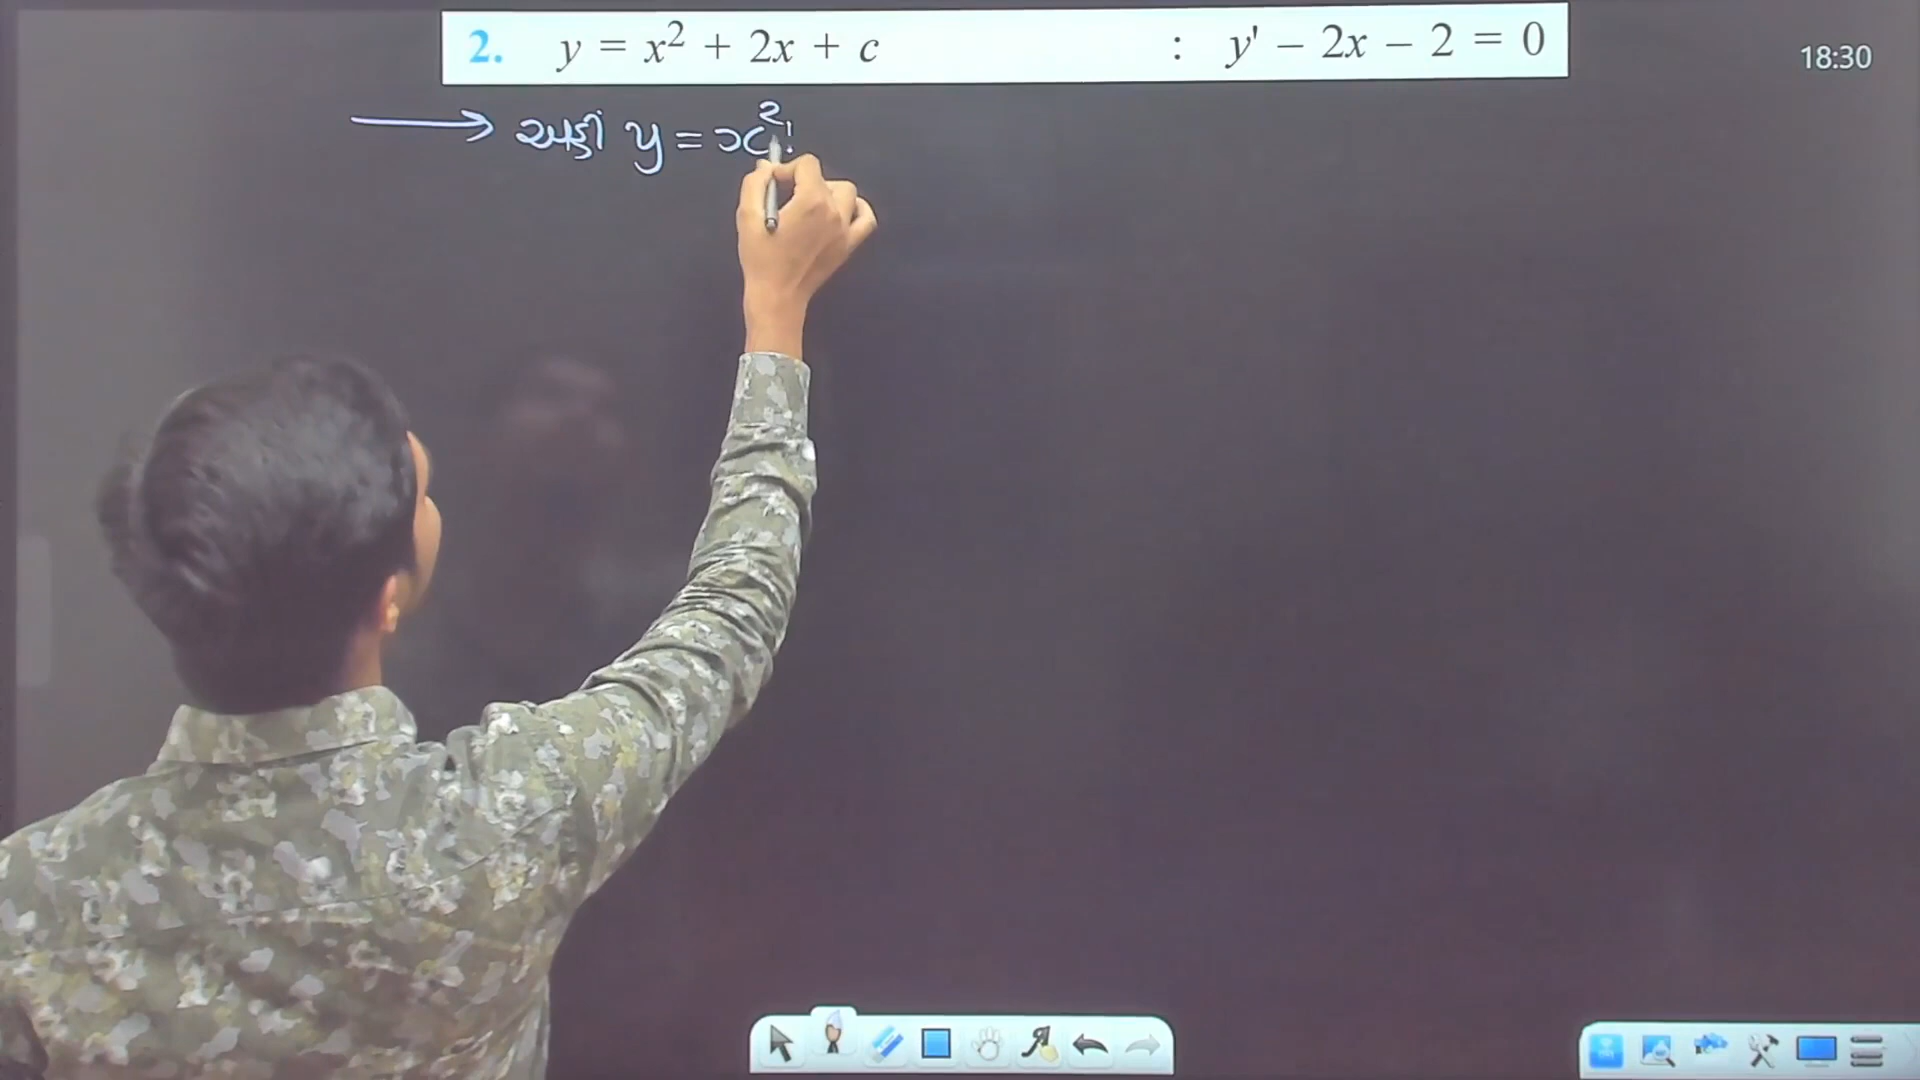 2. y = x² + 2x + c : y' – 2x – 2 = 0
18:30
→ અહીં y = x²